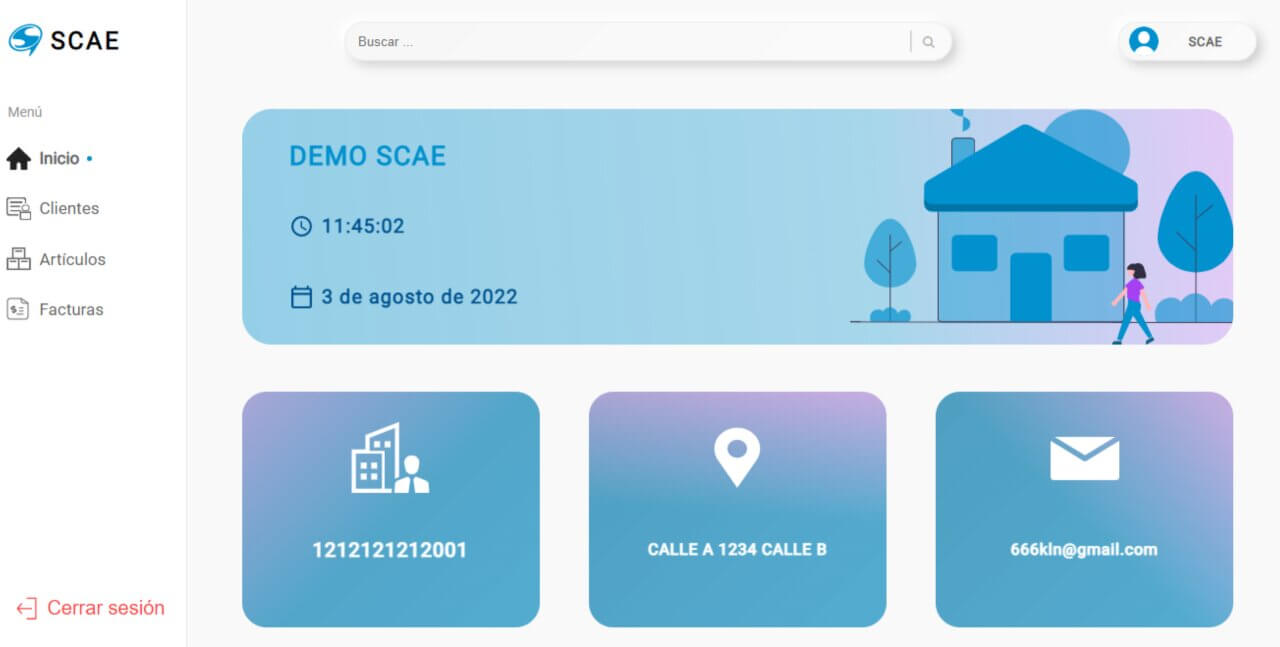 SCAE
Buscar ...
SCAE
Menú
Inicio
Clientes
Artículos
Facturas
Cerrar sesión
DEMO SCAE
11:45:02
3 de agosto de 2022
1212121212001
CALLE A 1234 CALLE B
666kln@gmail.com